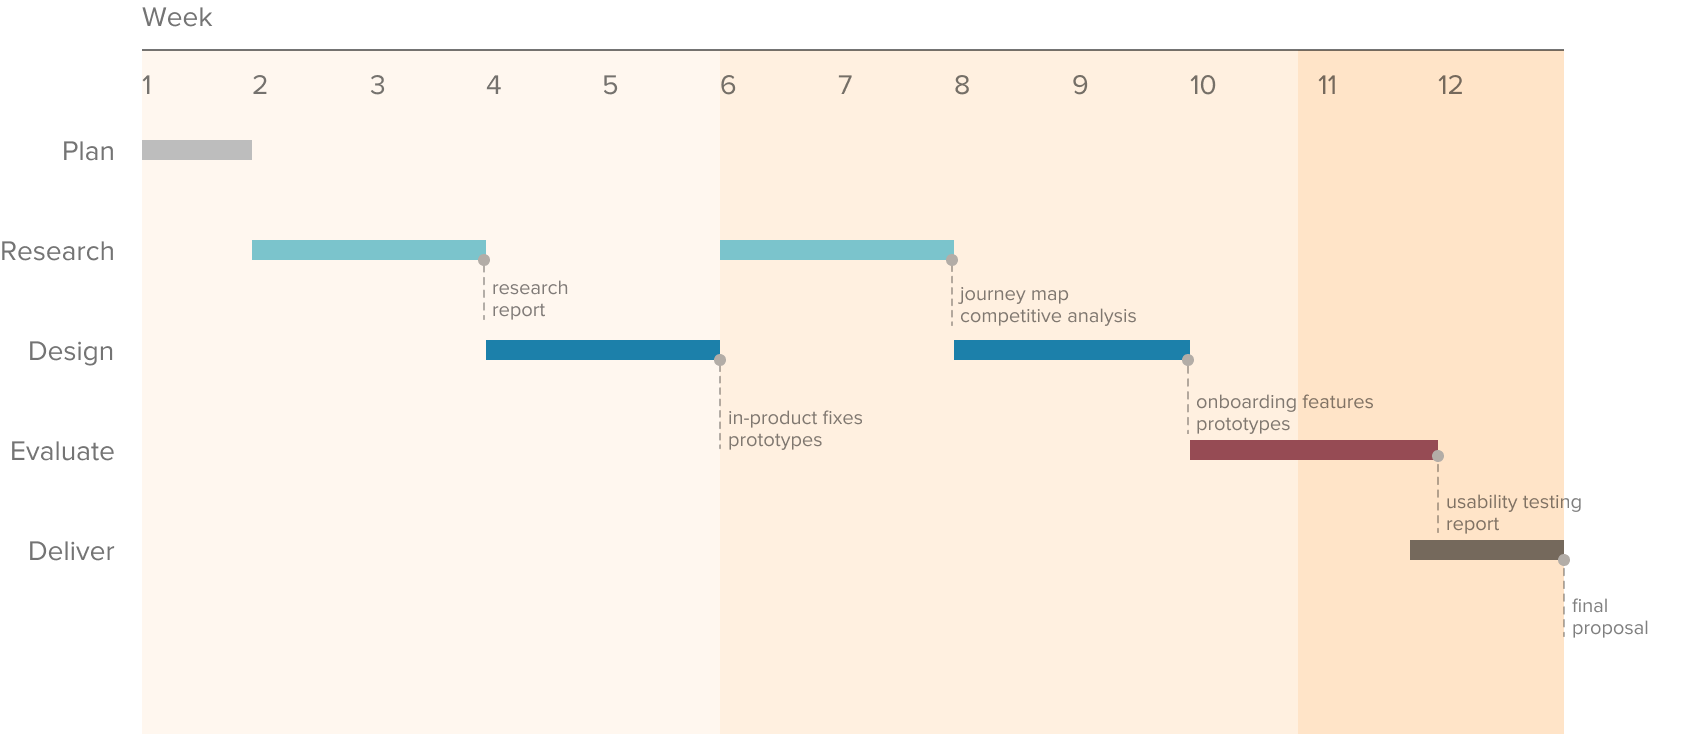 Week
1 2 3 4 5 6 7 8 9 10 11 12
Plan
Research
research
report
journey map
competitive analysis
Design
in-product fixes
prototypes
onboarding features
prototypes
Evaluate
usability testing
report
Deliver
final
proposal